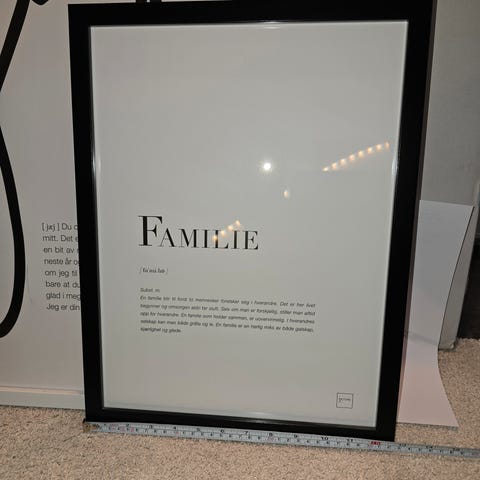 FAMILIE
Subst. m.
Én familie blir til fordi to mennesker forelsker seg i hverandre. Det er her livet
begynner og omsorgen aldri tar slutt. Selv om man er forskjellig, stiller man alltid
opp for hverandre. En familie som holder sammen, er uovervinnelig. I hverandres
selskap kan man både gråte og le. En familie er en herlig miks av både galskap,
kjærlighet og glede.
[ jæj ] Du
mitt. Det
en bit av
neste år
om jeg til
bare at du
glad i meg
Jeg er din